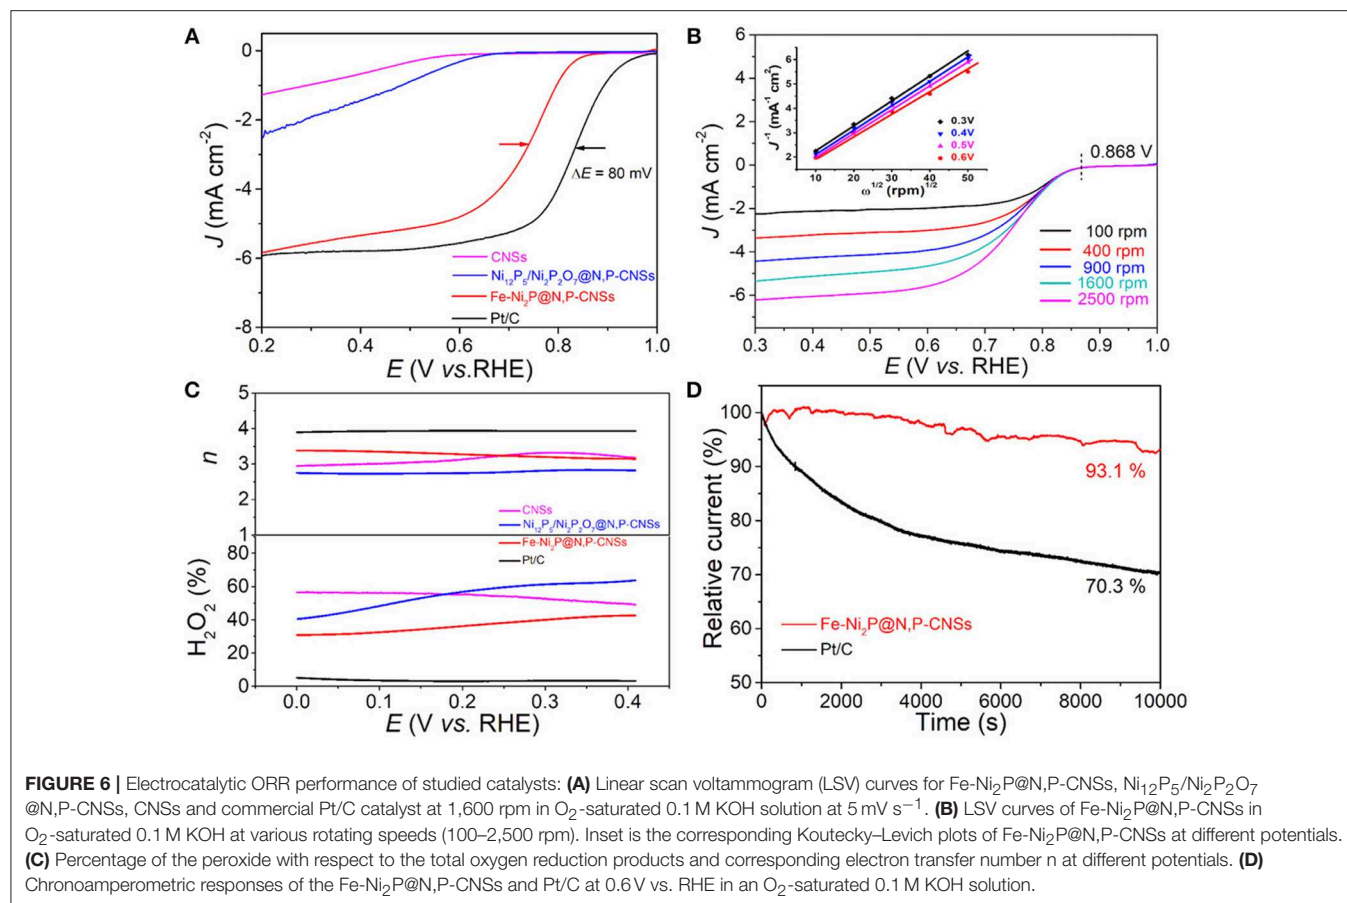 A
0
-2
-4
-6
-8
J (mA cm⁻²)
ΔE = 80 mV
CNSs
Ni₁₂P₅/Ni₂P₂O₇@N,P-CNSs
Fe-Ni₂P@N,P-CNSs
Pt/C
0.2 0.4 0.6 0.8 1.0
E (V vs.RHE)
B
6
4
2
0
-2
-4
-6
J (mA cm⁻²)
6
5
4
3
2
J⁻¹ (mA⁻¹ cm²)
0.3V
0.4V
0.5V
0.6V
10 20 30 40 50
ω¹/² (rpm)¹/²
0.868 V
100 rpm
400 rpm
900 rpm
1600 rpm
2500 rpm
0.3 0.4 0.5 0.6 0.7 0.8 0.9 1.0
E (V vs. RHE)
C
5
4
3
2
1
n
CNSs
Ni₁₂P₅/Ni₂P₂O₇@N,P-CNSs
Fe-Ni₂P@N,P-CNSs
Pt/C
80
60
40
20
0
H₂O₂ (%)
0.0 0.1 0.2 0.3 0.4
E (V vs. RHE)
D
100
90
80
70
60
50
Relative current (%)
93.1 %
70.3 %
Fe-Ni₂P@N,P-CNSs
Pt/C
0 2000 4000 6000 8000 10000
Time (s)
FIGURE 6 | Electrocatalytic ORR performance of studied catalysts: (A) Linear scan voltammogram (LSV) curves for Fe-Ni₂P@N,P-CNSs, Ni₁₂P₅/Ni₂P₂O₇
@N,P-CNSs, CNSs and commercial Pt/C catalyst at 1,600 rpm in O₂-saturated 0.1 M KOH solution at 5 mV s⁻¹. (B) LSV curves of Fe-Ni₂P@N,P-CNSs in
O₂-saturated 0.1 M KOH at various rotating speeds (100–2,500 rpm). Inset is the corresponding Koutecky–Levich plots of Fe-Ni₂P@N,P-CNSs at different potentials.
(C) Percentage of the peroxide with respect to the total oxygen reduction products and corresponding electron transfer number n at different potentials. (D)
Chronoamperometric responses of the Fe-Ni₂P@N,P-CNSs and Pt/C at 0.6 V vs. RHE in an O₂-saturated 0.1 M KOH solution.